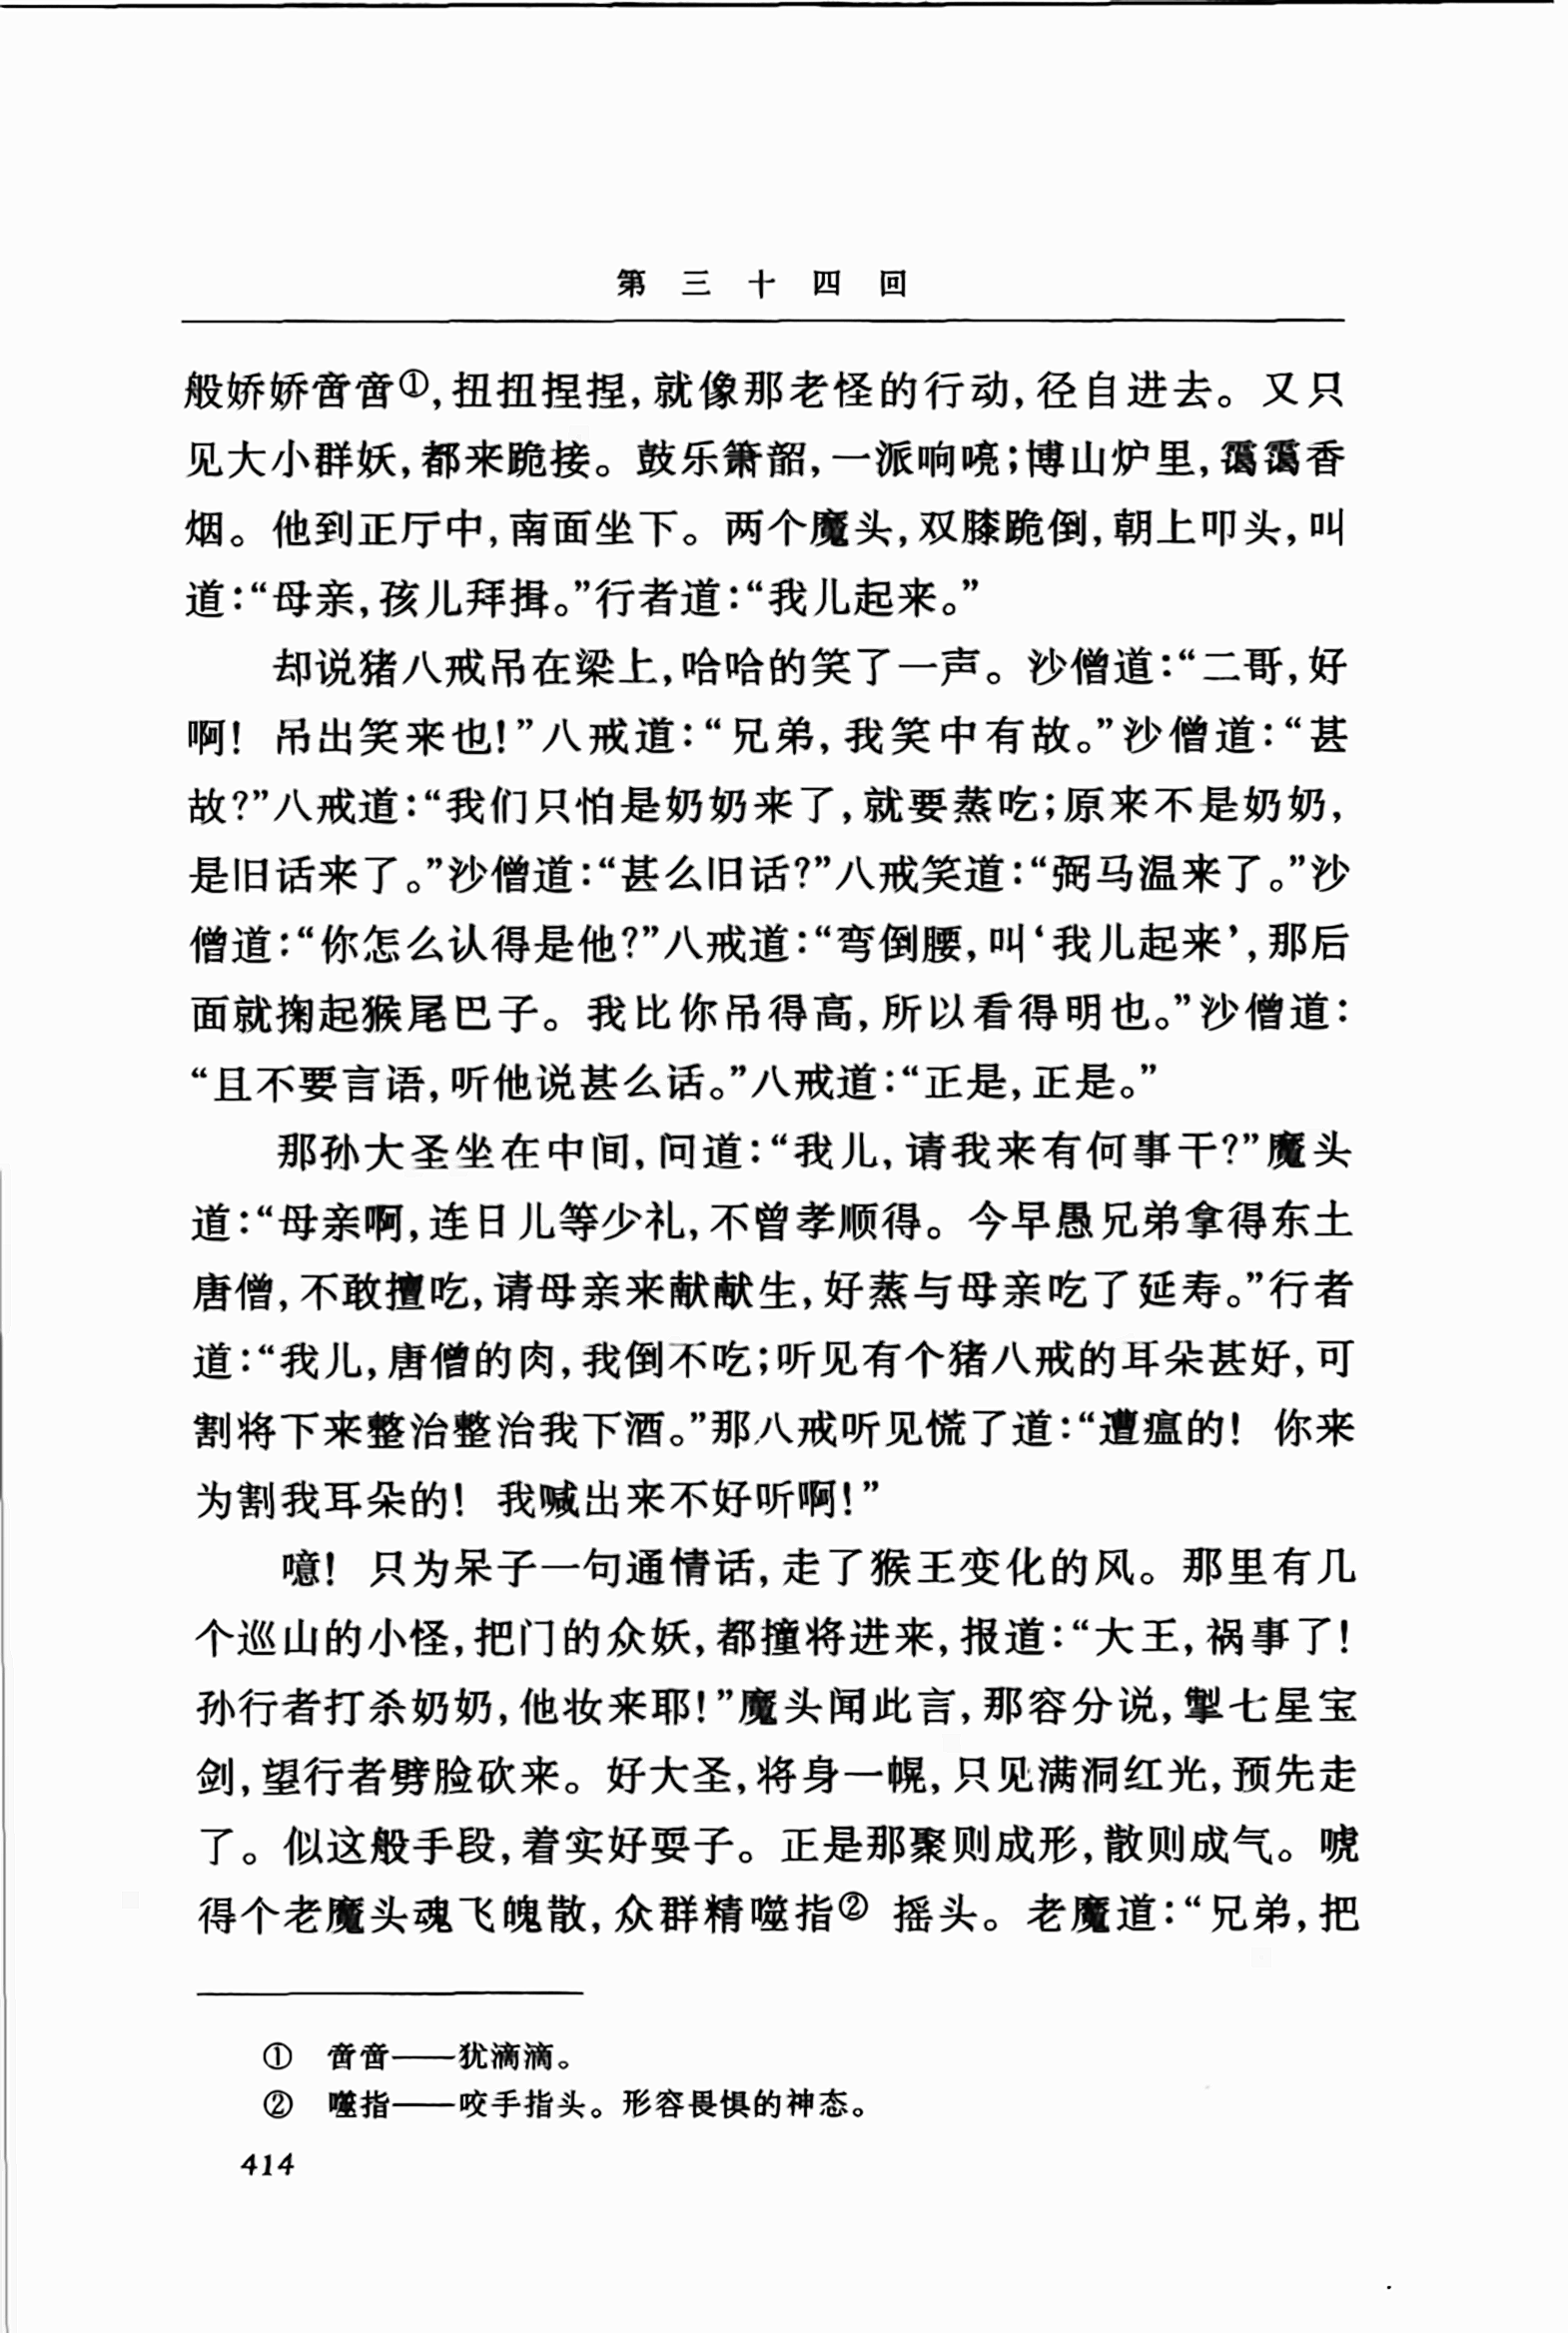 第三十四回
般娇娇啻啻①,扭扭捏捏,就像那老怪的行动,径自进去。又只
见大小群妖,都来跪接。鼓乐箫韶,一派响喨;博山炉里,霭霭香
烟。他到正厅中,南面坐下。两个魔头,双膝跪倒,朝上叩头,叫
道:“母亲,孩儿拜揖。”行者道:“我儿起来。”
却说猪八戒吊在梁上,哈哈的笑了一声。沙僧道:“二哥,好
啊! 吊出笑来也!”八戒道:“兄弟,我笑中有故。”沙僧道:“甚
故?”八戒道:“我们只怕是奶奶来了,就要蒸吃;原来不是奶奶,
是旧话来了。”沙僧道:“甚么旧话?”八戒笑道:“弼马温来了。”沙
僧道:“你怎么认得是他?”八戒道:“弯倒腰,叫‘我儿起来’,那后
面就掬起猴尾巴子。我比你吊得高,所以看得明也。”沙僧道:
“且不要言语,听他说甚么话。”八戒道:“正是,正是。”
那孙大圣坐在中间,问道:“我儿,请我来有何事干?”魔头
道:“母亲啊,连日儿等少礼,不曾孝顺得。今早愚兄弟拿得东土
唐僧,不敢擅吃,请母亲来献献生,好蒸与母亲吃了延寿。”行者
道:“我儿,唐僧的肉,我倒不吃;听见有个猪八戒的耳朵甚好,可
割将下来整治整治我下酒。”那八戒听见慌了道:“遭瘟的! 你来
为割我耳朵的! 我喊出来不好听啊!”
噫! 只为呆子一句通情话,走了猴王变化的风。那里有几
个巡山的小怪,把门的众妖,都撞将进来,报道:“大王,祸事了!
孙行者打杀奶奶,他妆来耶!”魔头闻此言,那容分说,掣七星宝
剑,望行者劈脸砍来。好大圣,将身一幌,只见满洞红光,预先走
了。似这般手段,着实好耍子。正是那聚则成形,散则成气。唬
得个老魔头魂飞魄散,众群精噬指② 摇头。老魔道:“兄弟,把
① 啻啻——犹滴滴。
② 噬指——咬手指头。形容畏惧的神态。
414